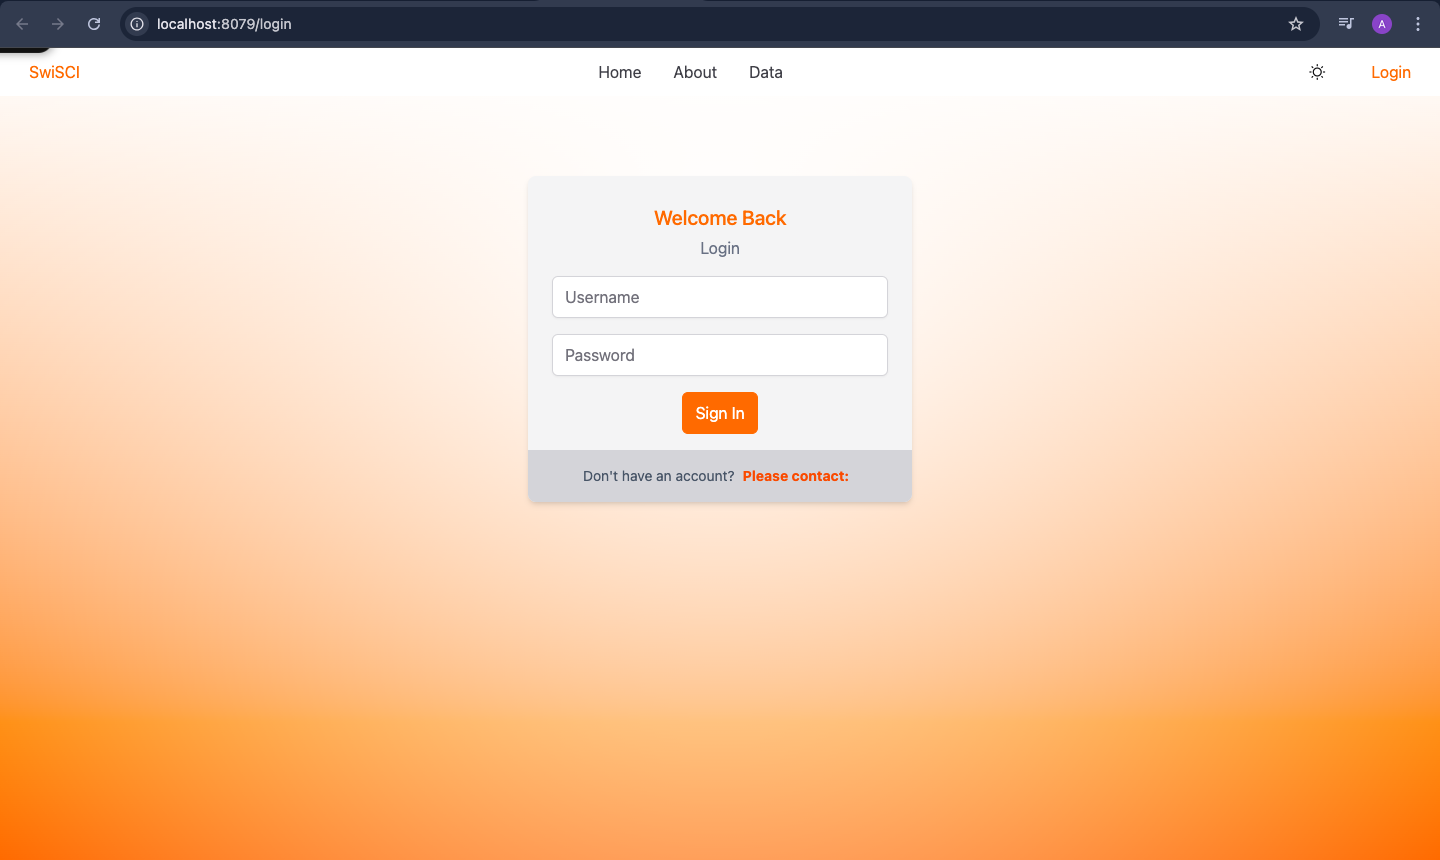 localhost:8079/login
A
SwiSCI
Home About Data
Login
Welcome Back
Login
Username
Password
Sign In
Don't have an account? Please contact: